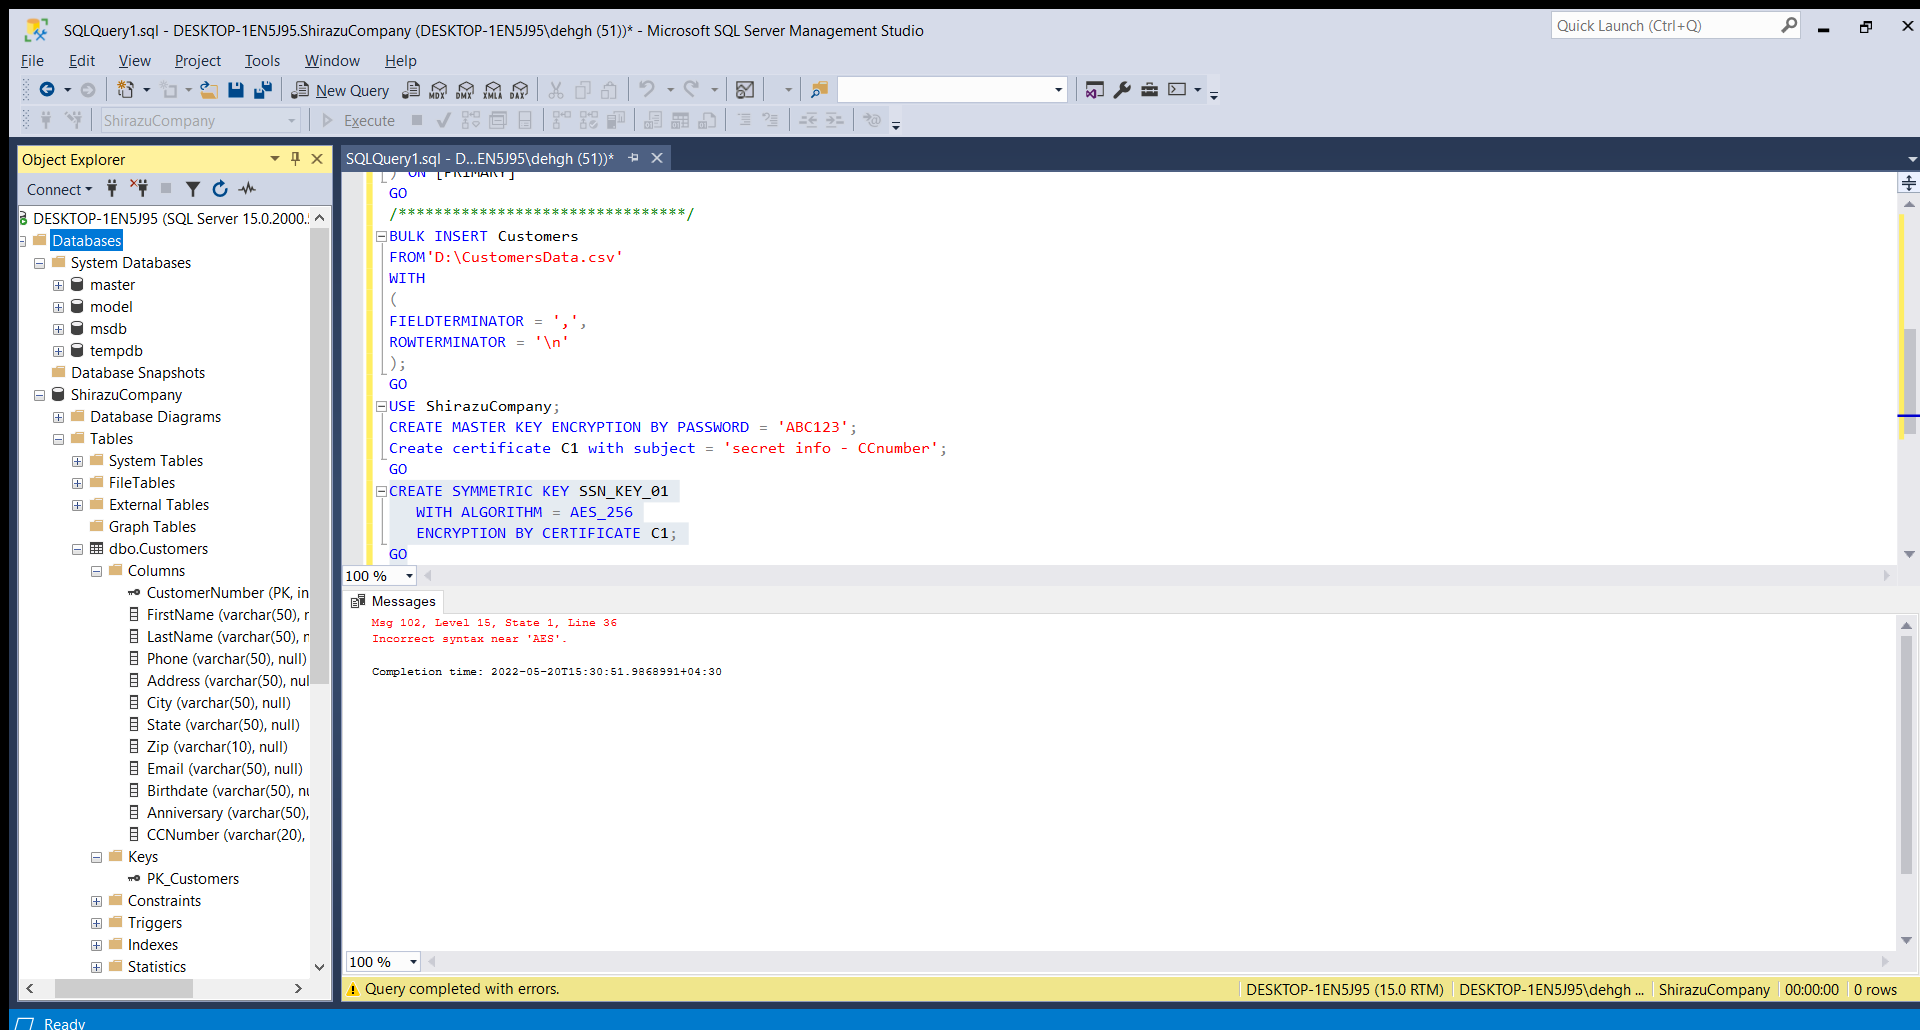 SQLQuery1.sql - DESKTOP-1EN5J95.ShirazuCompany (DESKTOP-1EN5J95\dehgh (51))* - Microsoft SQL Server Management Studio
Quick Launch (Ctrl+Q)
File Edit View Project Tools Window Help
New Query MDX DMX XMLA DAX
ShirazuCompany Execute
Object Explorer
Connect
DESKTOP-1EN5J95 (SQL Server 15.0.2000.
Databases
System Databases
master
model
msdb
tempdb
Database Snapshots
ShirazuCompany
Database Diagrams
Tables
System Tables
FileTables
External Tables
Graph Tables
dbo.Customers
Columns
CustomerNumber (PK, in
FirstName (varchar(50), r
LastName (varchar(50), n
Phone (varchar(50), null)
Address (varchar(50), nul
City (varchar(50), null)
State (varchar(50), null)
Zip (varchar(10), null)
Email (varchar(50), null)
Birthdate (varchar(50), nu
Anniversary (varchar(50),
CCNumber (varchar(20),
Keys
PK_Customers
Constraints
Triggers
Indexes
Statistics
SQLQuery1.sql - D...EN5J95\dehgh (51))*
) ON [PRIMARY]
GO
/********************************/
BULK INSERT Customers
FROM'D:\CustomersData.csv'
WITH
(
FIELDTERMINATOR = ',',
ROWTERMINATOR = '\n'
);
GO
USE ShirazuCompany;
CREATE MASTER KEY ENCRYPTION BY PASSWORD = 'ABC123';
Create certificate C1 with subject = 'secret info - CCnumber';
GO
CREATE SYMMETRIC KEY SSN_KEY_01
WITH ALGORITHM = AES_256
ENCRYPTION BY CERTIFICATE C1;
GO
100 %
Messages
Msg 102, Level 15, State 1, Line 36
Incorrect syntax near 'AES'.
Completion time: 2022-05-20T15:30:51.9868991+04:30
100 %
Query completed with errors. DESKTOP-1EN5J95 (15.0 RTM) DESKTOP-1EN5J95\dehgh ... ShirazuCompany 00:00:00 0 rows
Ready